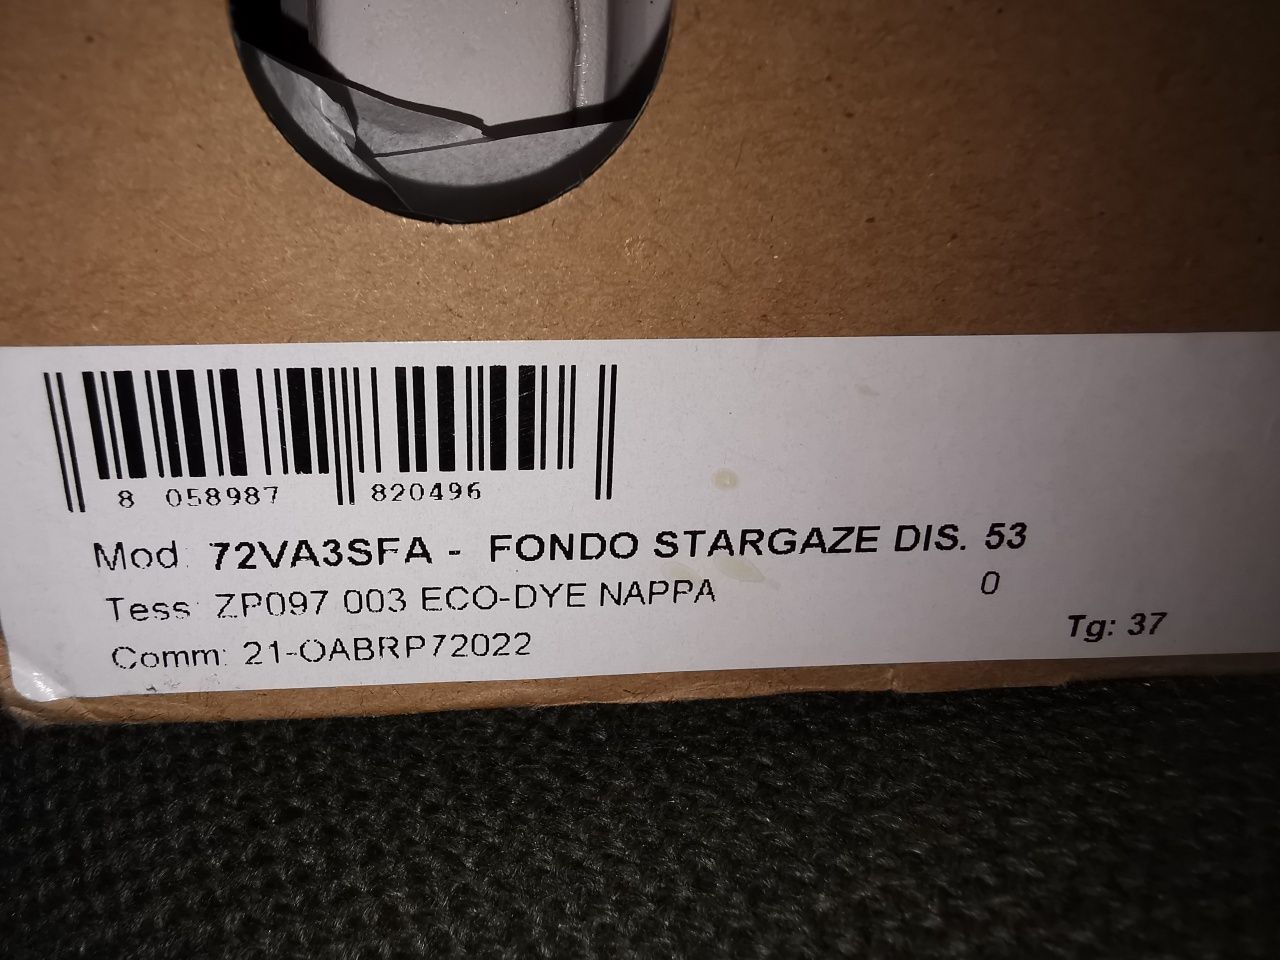 8 058987 820496
Mod: 72VA3SFA - FONDO STARGAZE DIS. 53
Tess: ZP097 003 ECO-DYE NAPPA 0
Comm: 21-OABRP72022
Tg: 37